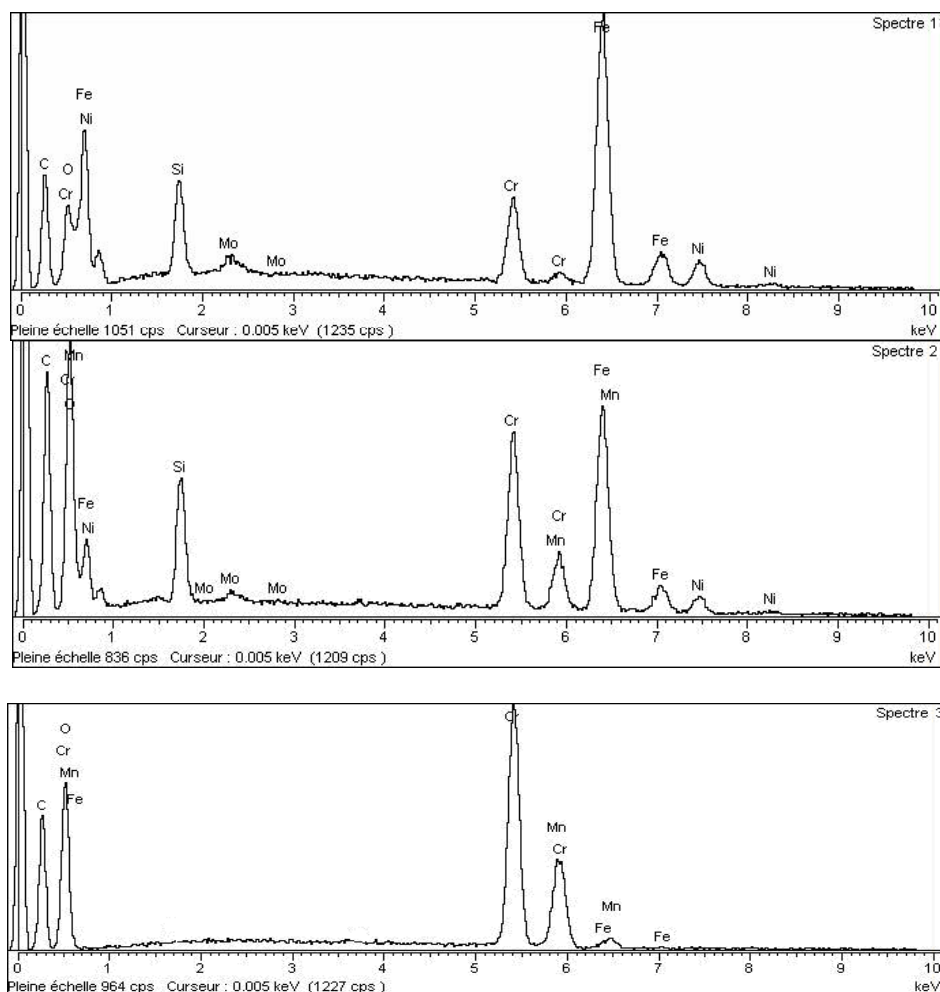 Spectre 1
Fe
Fe
Ni
C
O
Si
Cr
Cr
Mo
Mo
Cr
Fe
Ni
Ni
0 1 2 3 4 5 6 7 8 9 10
Pleine échelle 1051 cps Curseur : 0.005 keV (1235 cps ) keV
Spectre 2
C
Mn
Cr
O
Fe
Mn
Cr
Si
Fe
Ni
Cr
Mn
Mo
Mo
Mo
Fe
Ni
Ni
0 1 2 3 4 5 6 7 8 9 10
Pleine échelle 836 cps Curseur : 0.005 keV (1209 cps ) keV
Spectre 3
Cr
O
Cr
Mn
Fe
C
Mn
Cr
Mn
Fe
Fe
0 1 2 3 4 5 6 7 8 9 10
Pleine échelle 964 cps Curseur : 0.005 keV (1227 cps ) keV